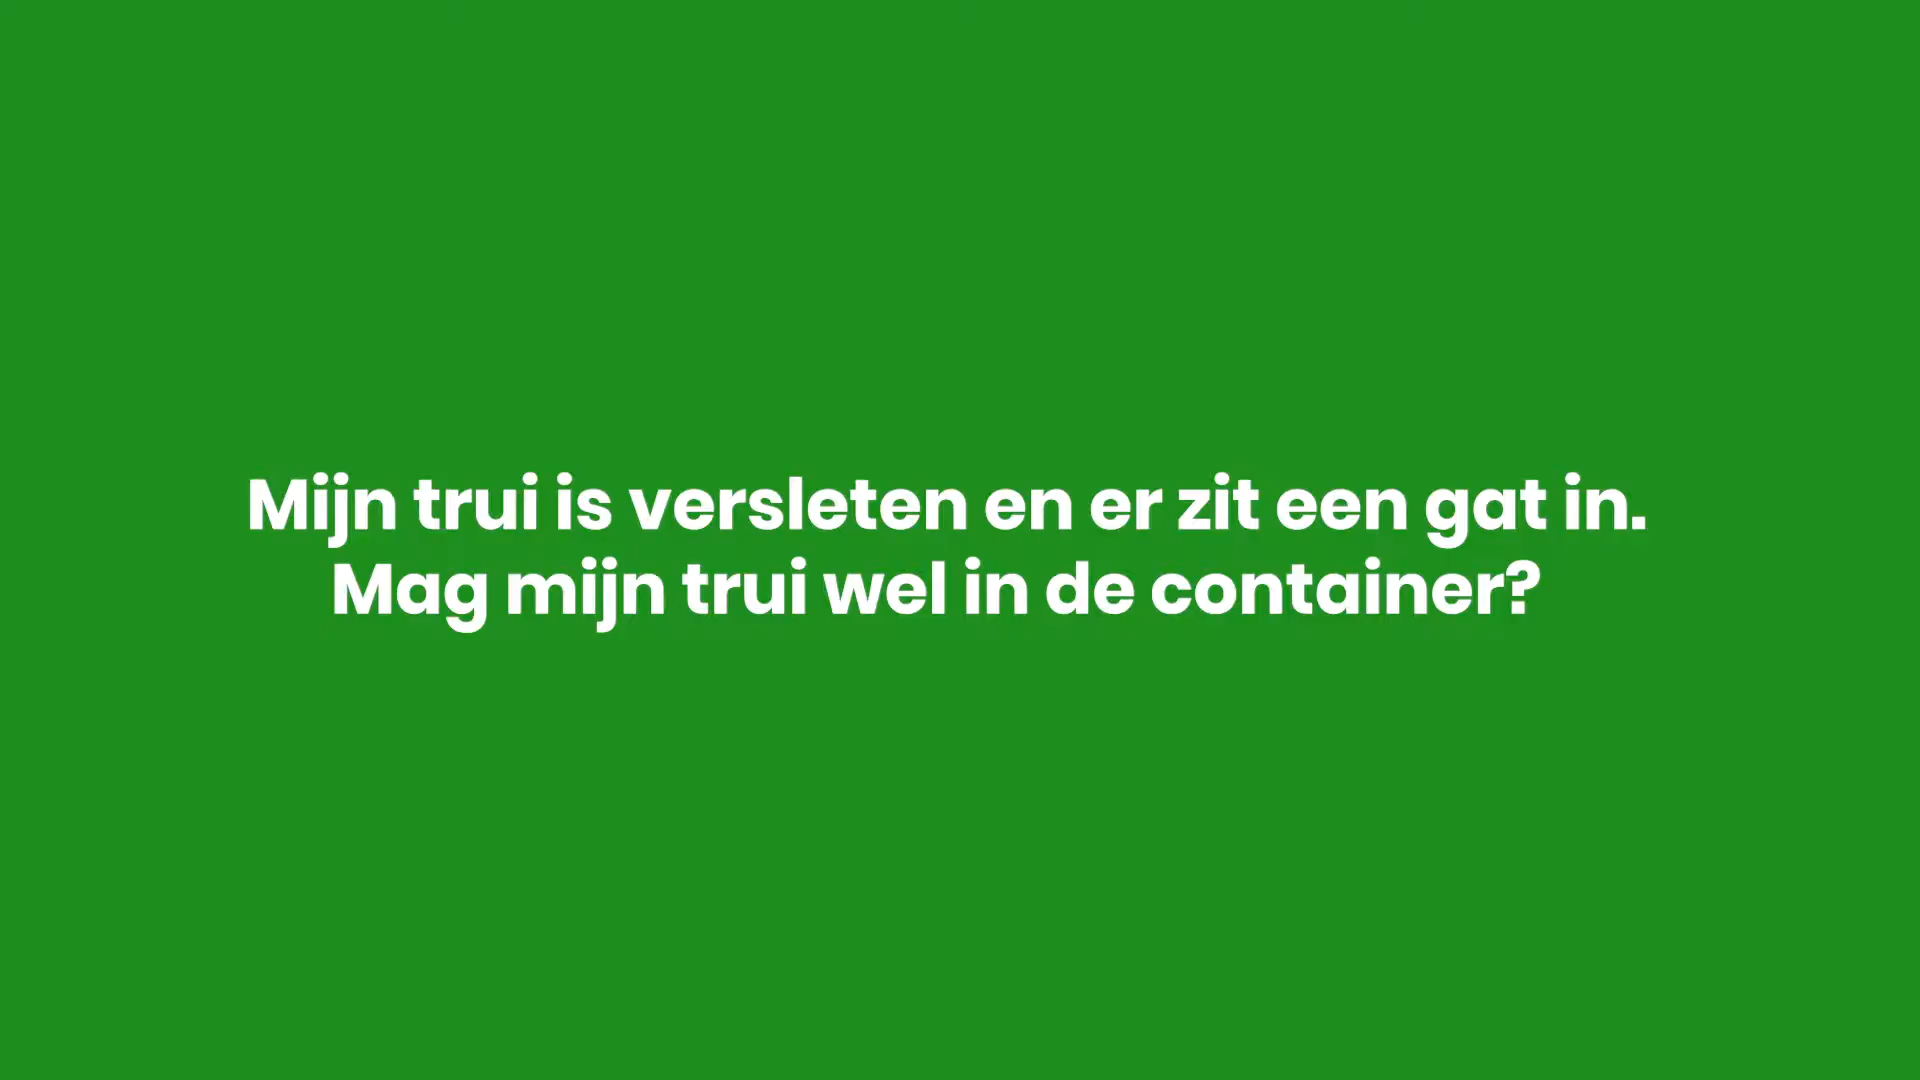 Mijn trui is versleten en er zit een gat in.
Mag mijn trui wel in de container?